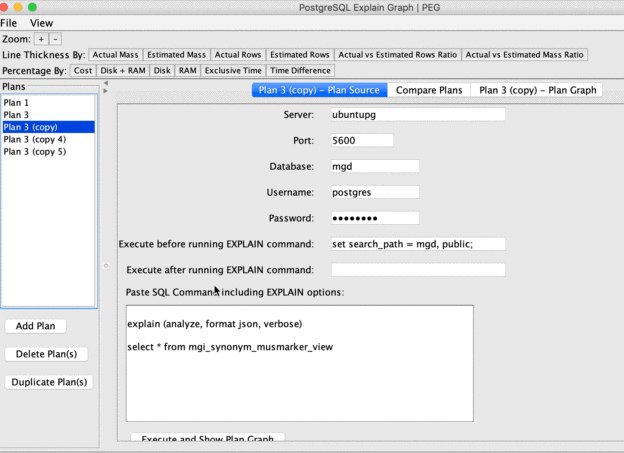 PostgreSQL Explain Graph | PEG
File View
Zoom: + -
Line Thickness By: Actual Mass Estimated Mass Actual Rows Estimated Rows Actual vs Estimated Rows Ratio Actual vs Estimated Mass Ratio
Percentage By: Cost Disk + RAM Disk RAM Exclusive Time Time Difference
Plans
Plan 1
Plan 3
Plan 3 (copy)
Plan 3 (copy 4)
Plan 3 (copy 5)
Add Plan
Delete Plan(s)
Duplicate Plan(s)
Plan 3 (copy) – Plan Source Compare Plans Plan 3 (copy) – Plan Graph
Server: ubuntupg
Port: 5600
Database: mgd
Username: postgres
Password: ••••••••
Execute before running EXPLAIN command: set search_path = mgd, public;
Execute after running EXPLAIN command:
Paste SQL Command including EXPLAIN options:
explain (analyze, format json, verbose)
select * from mgi_synonym_musmarker_view
Execute and Show Plan Graph